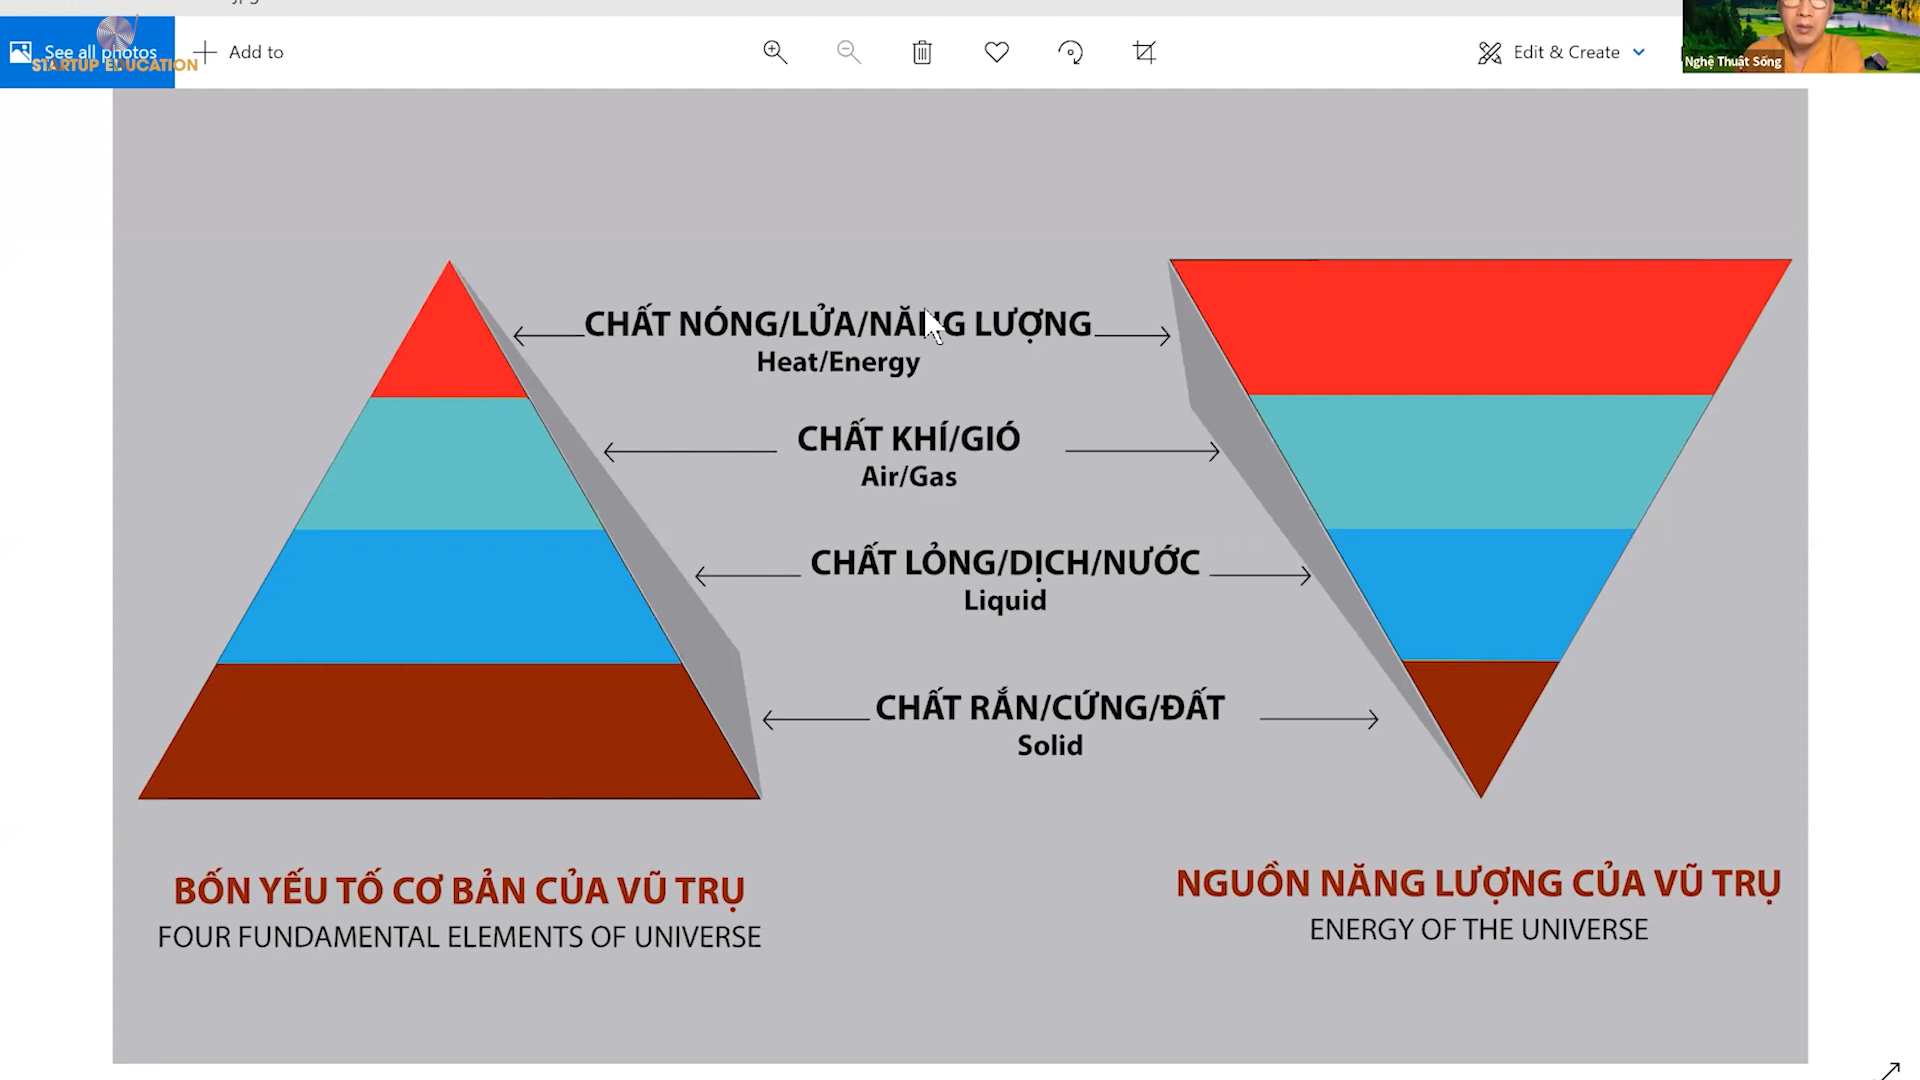 See all photos
Add to
Edit & Create
STARTUP EDUCATION
Nghệ Thuật Sống
CHẤT NÓNG/LỬA/NĂNG LƯỢNG
Heat/Energy
CHẤT KHÍ/GIÓ
Air/Gas
CHẤT LỎNG/DỊCH/NƯỚC
Liquid
CHẤT RẮN/CỨNG/ĐẤT
Solid
BỐN YẾU TỐ CƠ BẢN CỦA VŨ TRỤ
FOUR FUNDAMENTAL ELEMENTS OF UNIVERSE
NGUỒN NĂNG LƯỢNG CỦA VŨ TRỤ
ENERGY OF THE UNIVERSE